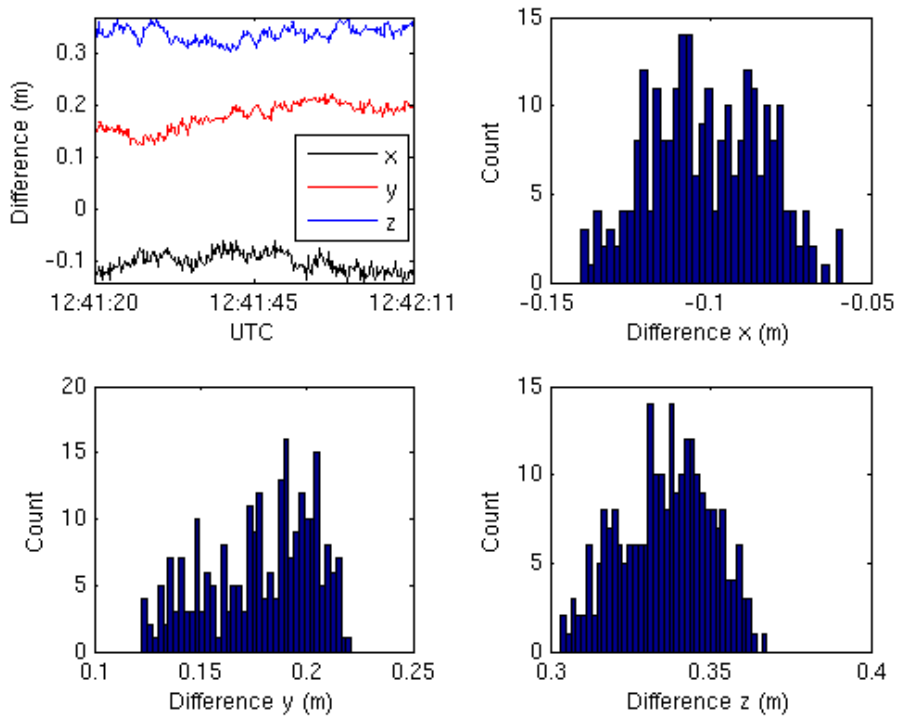 0.3
0.2
0.1
0
-0.1
Difference (m)
x
y
z
12:41:20
12:41:45
12:42:11
UTC
15
10
5
0
Count
-0.15
-0.1
-0.05
Difference x (m)
20
15
10
5
0
Count
0.1
0.15
0.2
0.25
Difference y (m)
15
10
5
0
Count
0.3
0.35
0.4
Difference z (m)